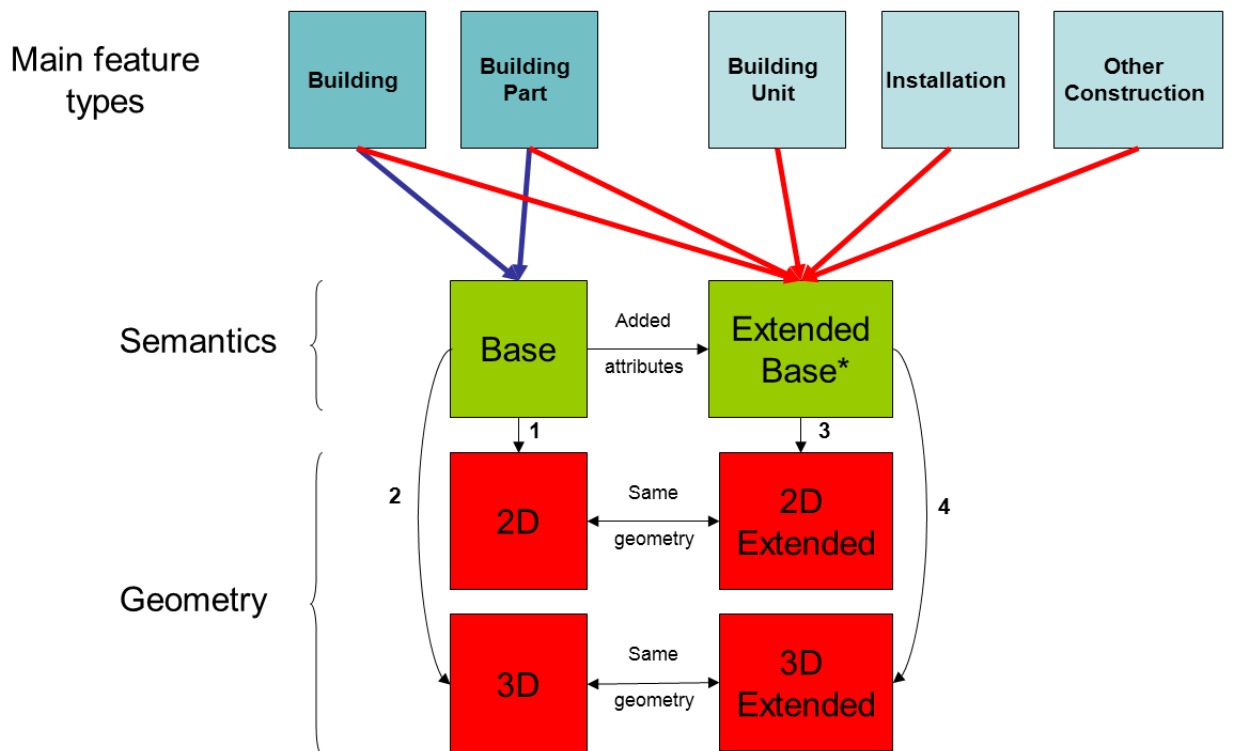 Main feature
types
Building
Building
Part
Building
Unit
Installation
Other
Construction
Semantics
Base
Added
attributes
Extended
Base*
1
3
2
4
Geometry
2D
Same
geometry
2D
Extended
3D
Same
geometry
3D
Extended